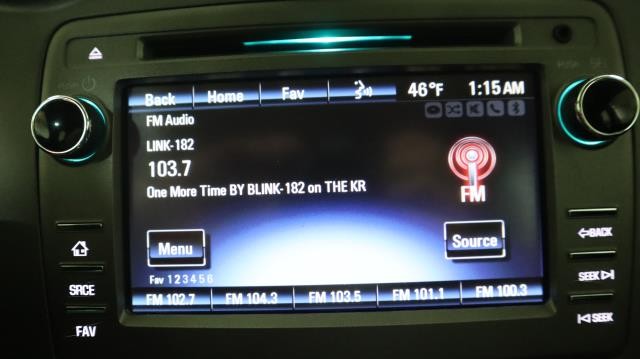 Back Home Fav 46°F 1:15AM
FM Audio
LINK-182
103.7
One More Time BY BLINK-182 on THE KR
FM
Menu
Source
Fav 1 2 3 4 5 6
FM 102.7 FM 104.3 FM 103.5 FM 101.1 FM 100.3
SRCE
FAV
BACK
SEEK
SEEK